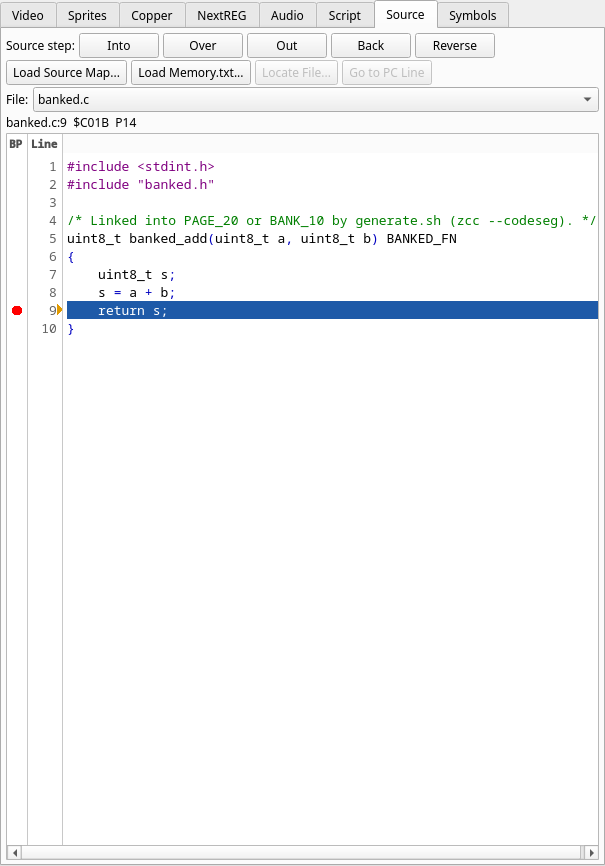 Video Sprites Copper NextREG Audio Script Source Symbols
Source step: Into Over Out Back Reverse
Load Source Map... Load Memory.txt... Locate File... Go to PC Line
File: banked.c
banked.c:9 $C01B P14
BP Line
1 #include <stdint.h>
2 #include "banked.h"
3
4 /* Linked into PAGE_20 or BANK_10 by generate.sh (zcc --codeseg). */
5 uint8_t banked_add(uint8_t a, uint8_t b) BANKED_FN
6 {
7     uint8_t s;
8     s = a + b;
9     return s;
10 }